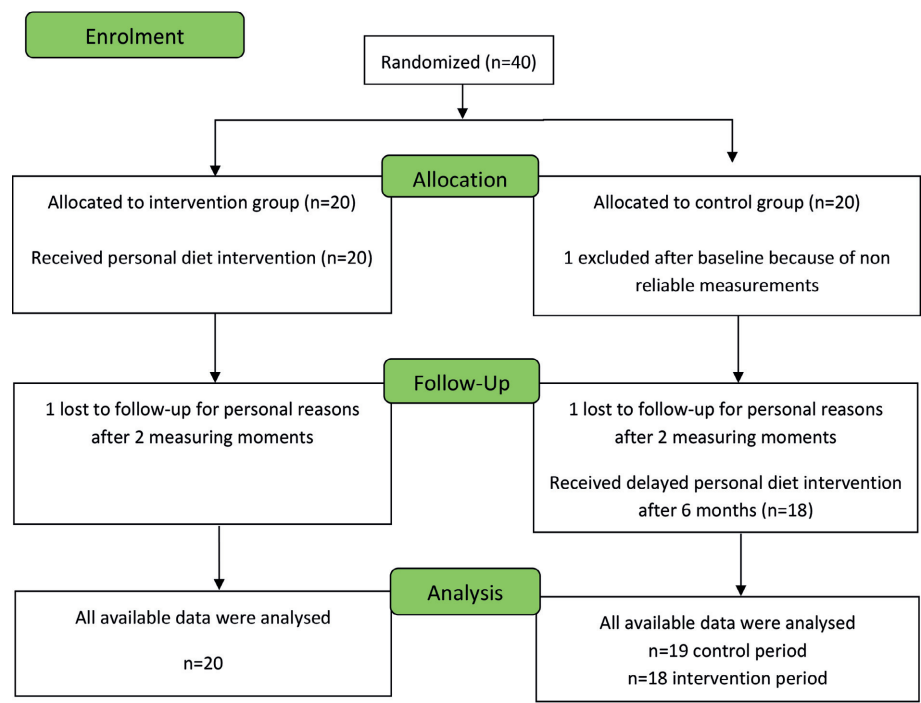 Enrolment
Randomized (n=40)
Allocation
Allocated to intervention group (n=20)
Received personal diet intervention (n=20)
Allocated to control group (n=20)
1 excluded after baseline because of non
reliable measurements
Follow-Up
1 lost to follow-up for personal reasons
after 2 measuring moments
1 lost to follow-up for personal reasons
after 2 measuring moments
Received delayed personal diet intervention
after 6 months (n=18)
Analysis
All available data were analysed
n=20
All available data were analysed
n=19 control period
n=18 intervention period